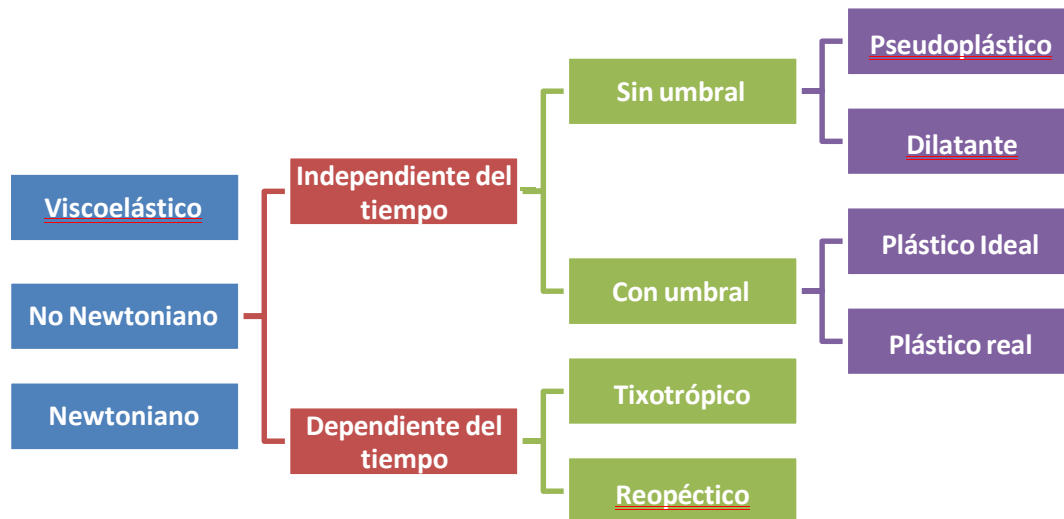 Viscoelástico
No Newtoniano
Newtoniano
Independiente del
tiempo
Dependiente del
tiempo
Sin umbral
Con umbral
Tixotrópico
Reopéctico
Pseudoplástico
Dilatante
Plástico Ideal
Plástico real